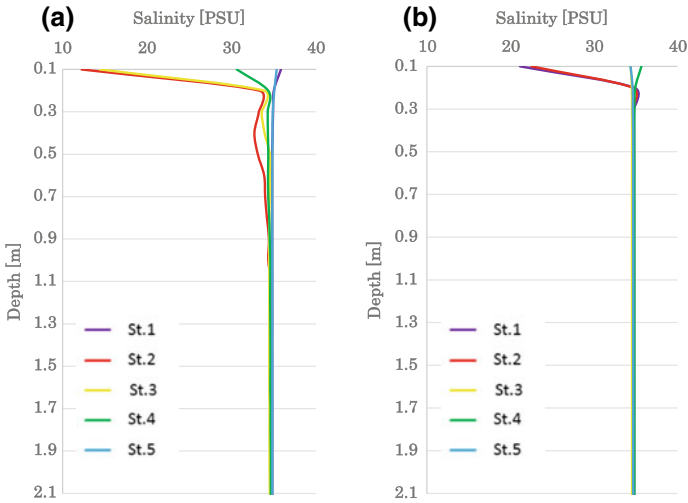 (a) Salinity [PSU]
10 20 30 40
0.1
0.3
0.5
0.7
0.9
1.1
1.3
1.5
1.7
1.9
2.1
Depth [m]
St.1
St.2
St.3
St.4
St.5
(b) Salinity [PSU]
10 20 30 40
0.1
0.3
0.5
0.7
0.9
1.1
1.3
1.5
1.7
1.9
2.1
Depth [m]
St.1
St.2
St.3
St.4
St.5